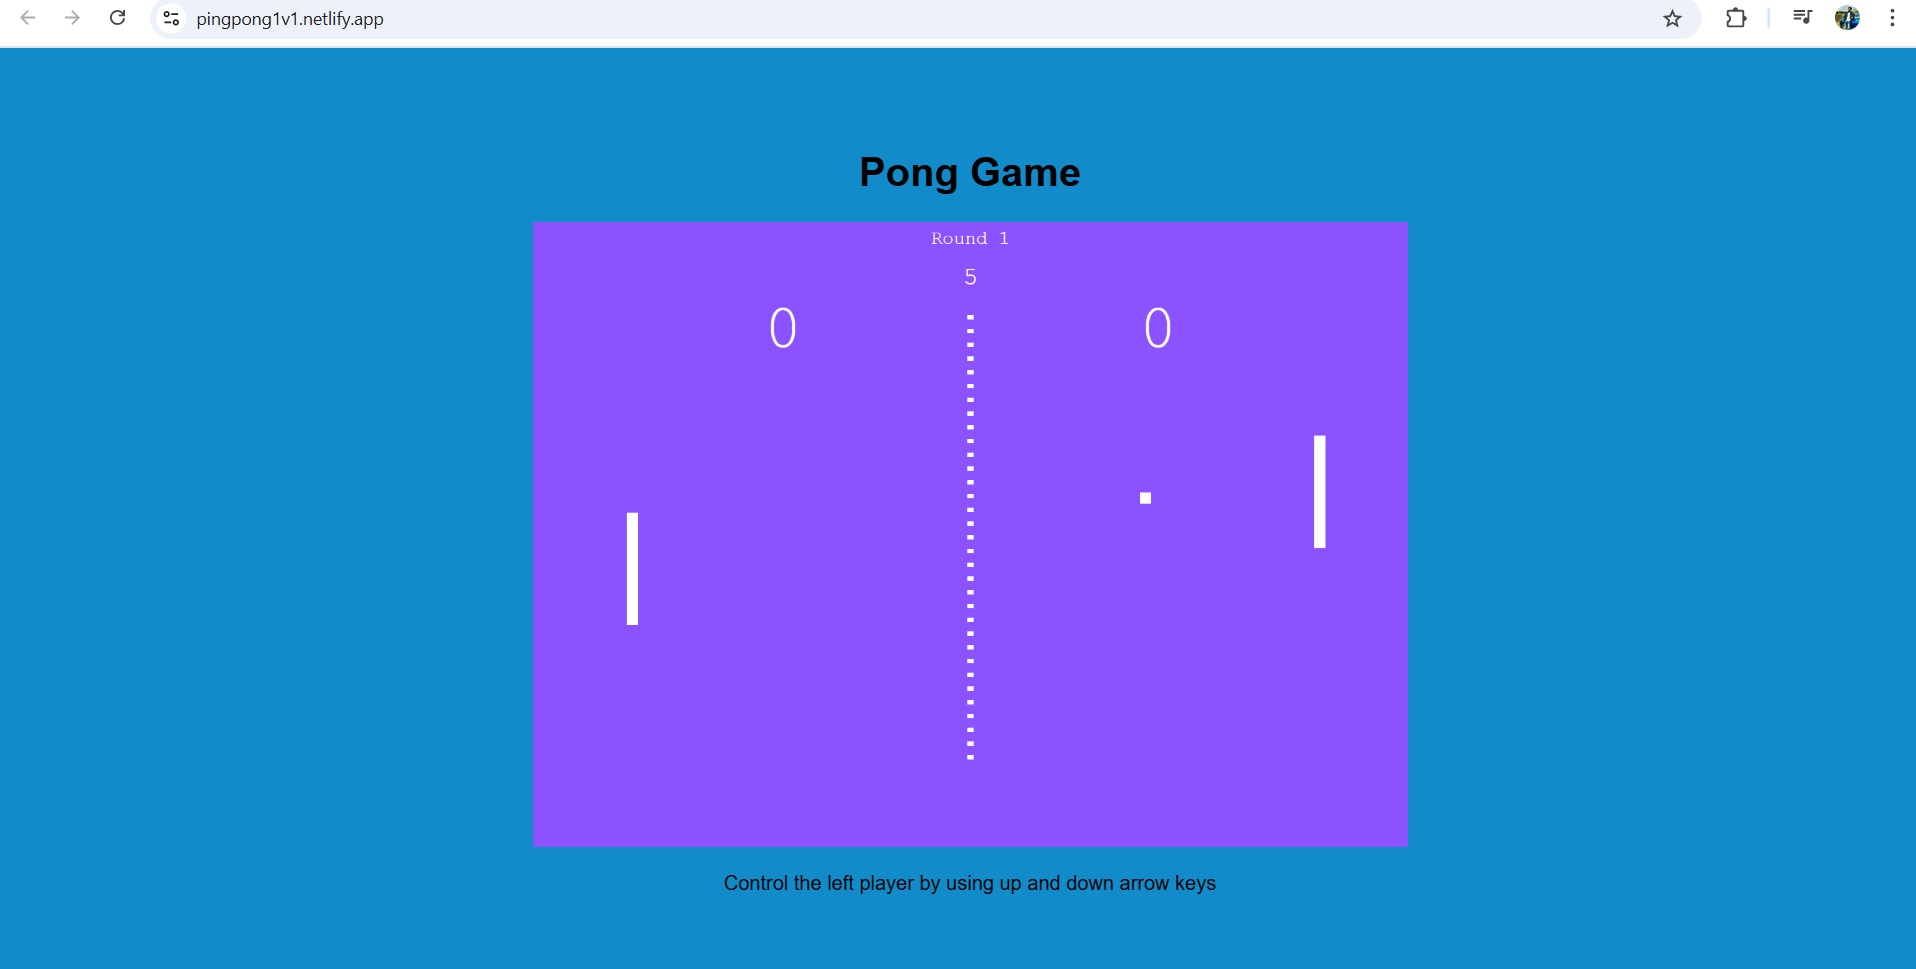 pingpong1v1.netlify.app
Pong Game
Round 1
5
0 0
Control the left player by using up and down arrow keys